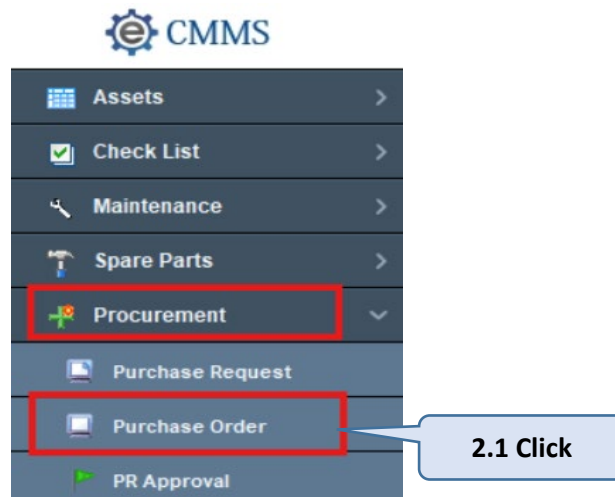 e CMMS
Assets
Check List
Maintenance
Spare Parts
Procurement
Purchase Request
Purchase Order
2.1 Click
PR Approval